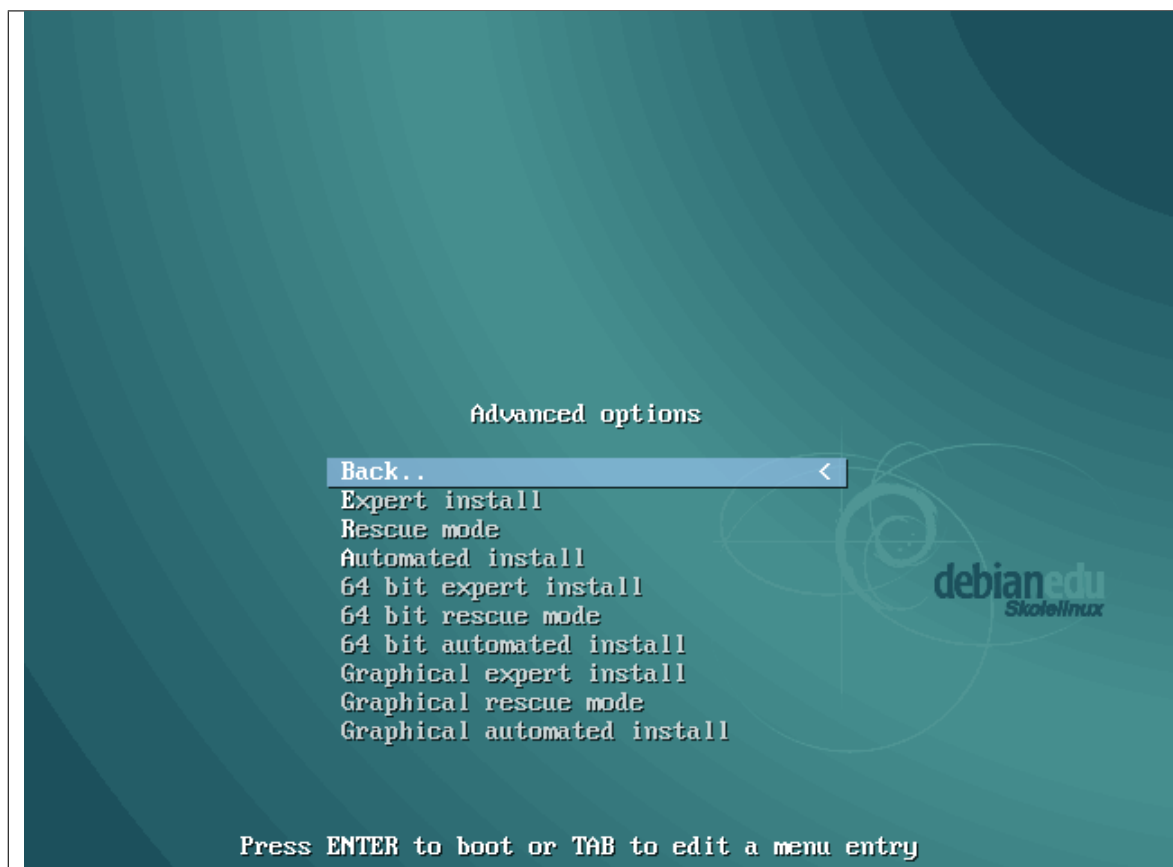 Advanced options
Back.. <
Expert install
Rescue mode
Automated install
64 bit expert install
64 bit rescue mode
64 bit automated install
Graphical expert install
Graphical rescue mode
Graphical automated install
debianedu
Skolelinux
Press ENTER to boot or TAB to edit a menu entry